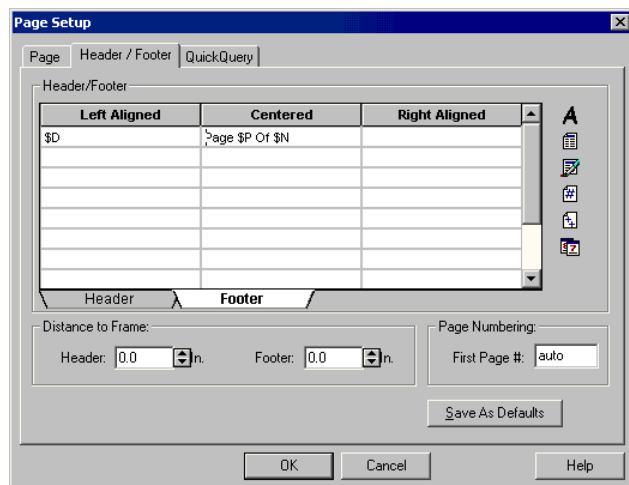 Page Setup
Page Header / Footer QuickQuery
Header/Footer
Left Aligned Centered Right Aligned
$D Page $P Of $N
Header Footer
Distance to Frame: Page Numbering:
Header: 0.0 In. Footer: 0.0 In. First Page #: auto
Save As Defaults
OK Cancel Help